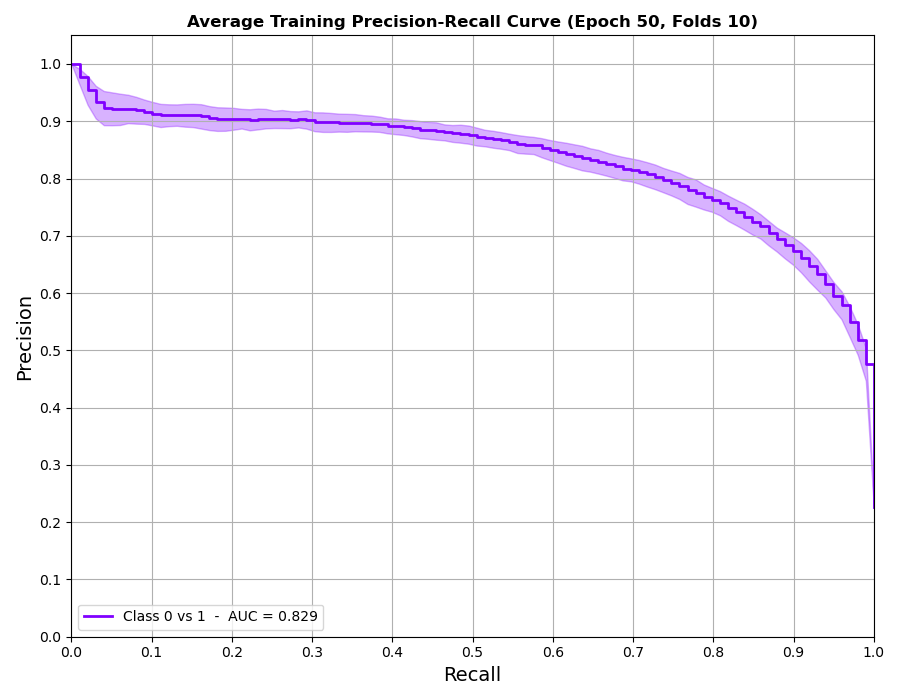 Average Training Precision-Recall Curve (Epoch 50, Folds 10)
Precision
1.0
0.9
0.8
0.7
0.6
0.5
0.4
0.3
0.2
0.1
0.0
Class 0 vs 1 - AUC = 0.829
0.0 0.1 0.2 0.3 0.4 0.5 0.6 0.7 0.8 0.9 1.0
Recall